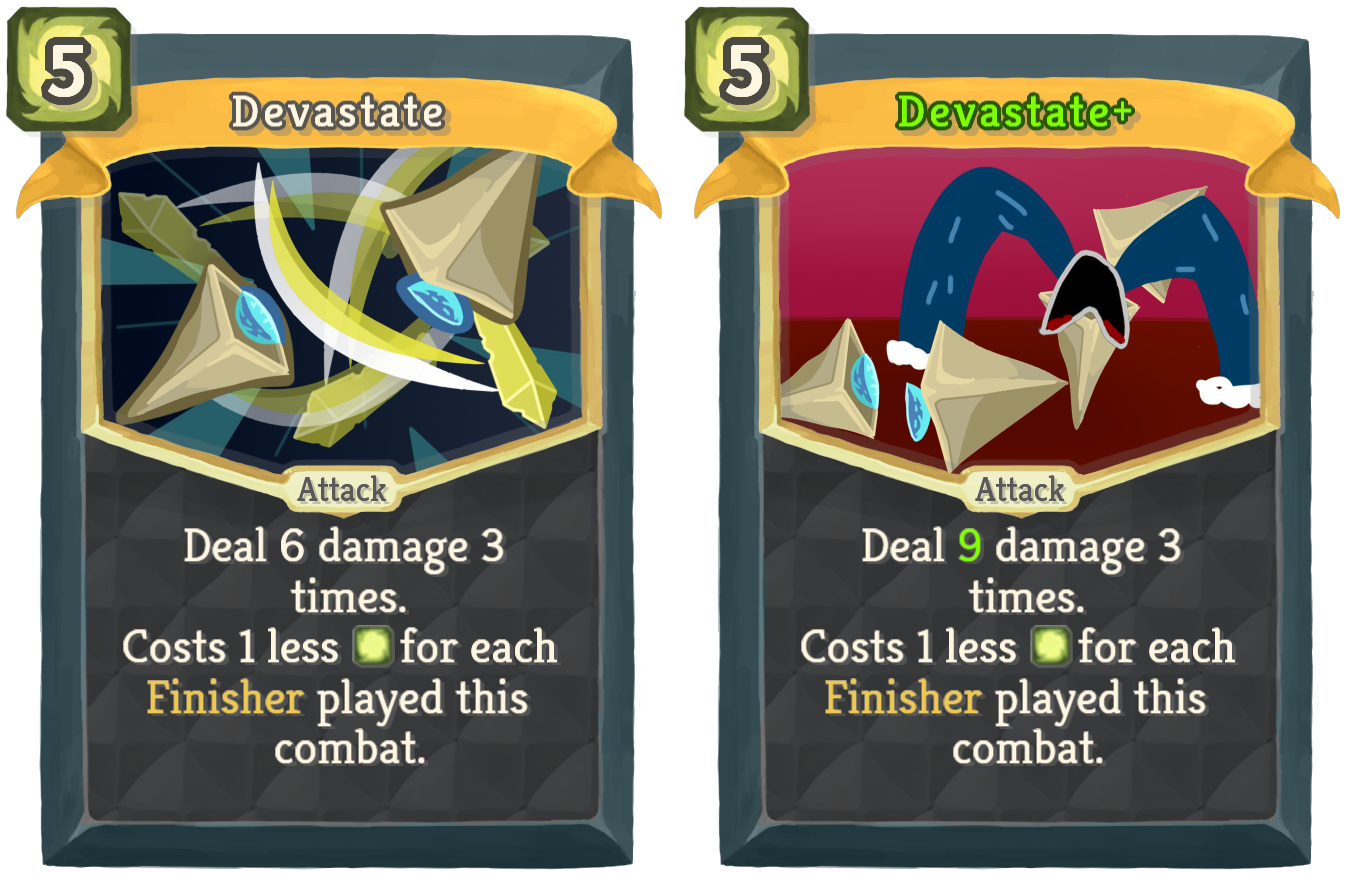 5
Devastate
Attack
Deal 6 damage 3
times.
Costs 1 less for each
Finisher played this
combat.
5
Devastate+
Attack
Deal 9 damage 3
times.
Costs 1 less for each
Finisher played this
combat.